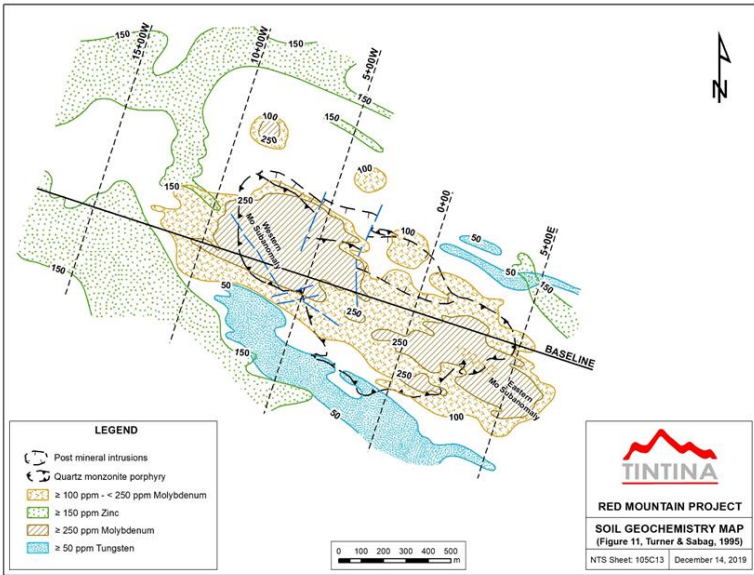 150
15+00W
10+00W
150
5+00W
150
N
100
250
100
150
250
Western
Mo Subanomaly
0+00
100
50
50
5+00E
150
150
50
250
BASELINE
250
150
250
Eastern
Mo Subanomaly
50
100
LEGEND
Post mineral intrusions
Quartz monzonite porphyry
≥ 100 ppm - < 250 ppm Molybdenum
≥ 150 ppm Zinc
≥ 250 ppm Molybdenum
≥ 50 ppm Tungsten
0 100 200 300 400 500
m
TINTINA
RED MOUNTAIN PROJECT
SOIL GEOCHEMISTRY MAP
(Figure 11, Turner & Sabag, 1995)
NTS Sheet: 105C13 December 14, 2019